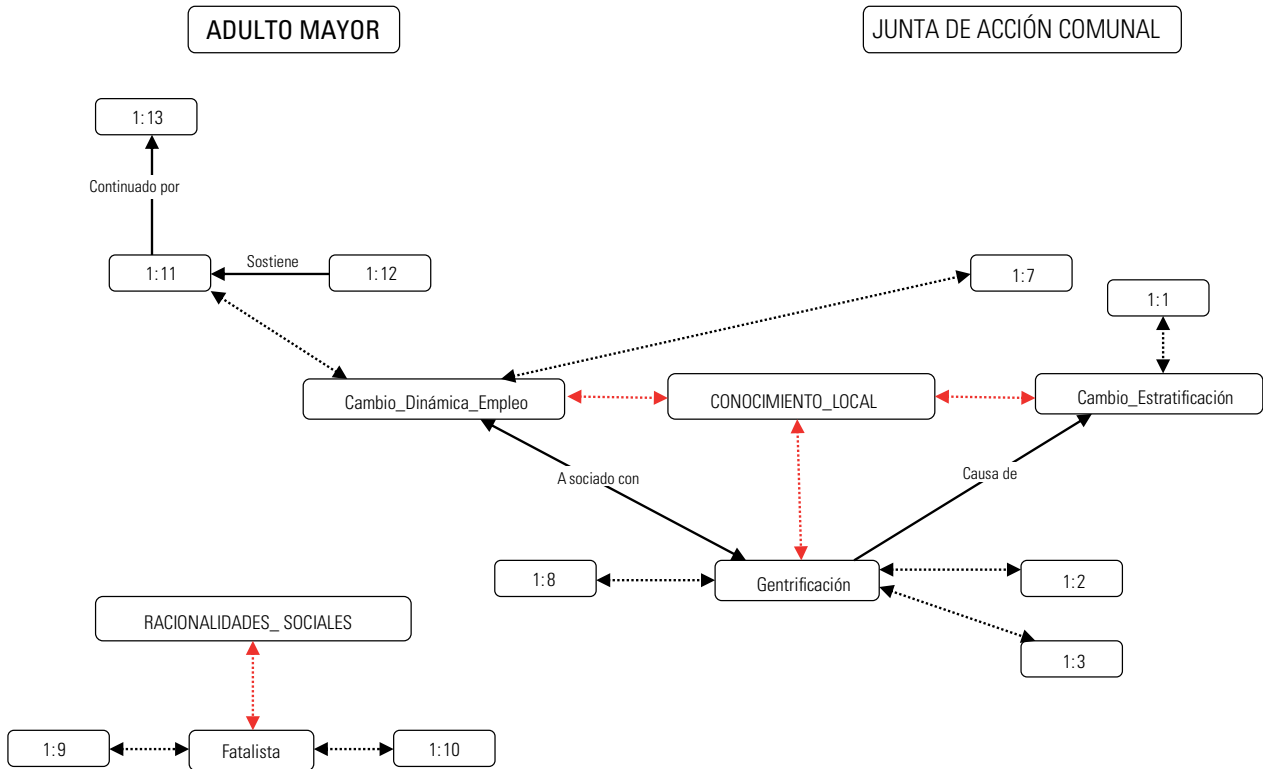 ADULTO MAYOR
JUNTA DE ACCIÓN COMUNAL
1:13
Continuado por
1:11
Sostiene
1:12
1:7
1:1
Cambio_Dinámica_Empleo
CONOCIMIENTO_LOCAL
Cambio_Estratificación
A sociado con
Causa de
1:8
Gentrificación
1:2
RACIONALIDADES_ SOCIALES
1:3
1:9
Fatalista
1:10